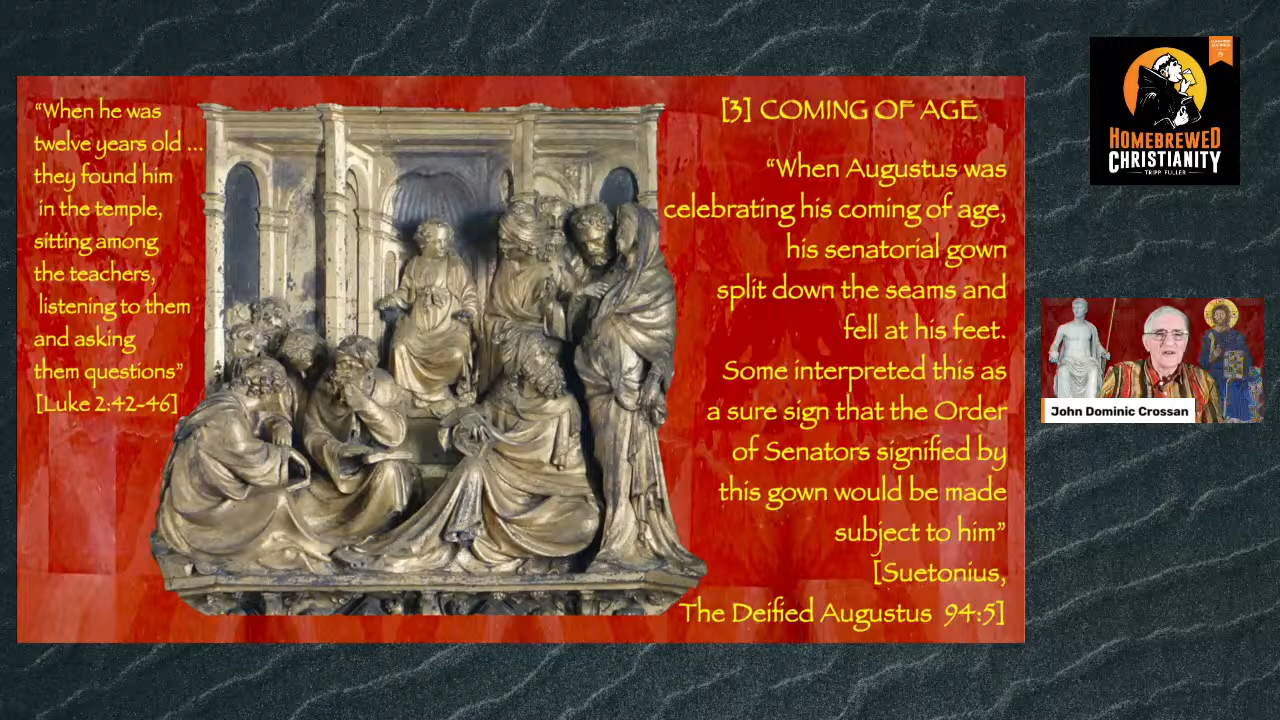 “When he was
twelve years old ...
they found him
in the temple,
sitting among
the teachers,
listening to them
and asking
them questions”
[Luke 2:42-46]
[3] COMING OF AGE
“When Augustus was
celebrating his coming of age,
his senatorial gown
split down the seams and
fell at his feet.
Some interpreted this as
a sure sign that the Order
of Senators signified by
this gown would be made
subject to him”
[Suetonius,
The Deified Augustus 94:5]
HOMEBREWED
CHRISTIANITY
TRIPP FULLER
John Dominic Crossan